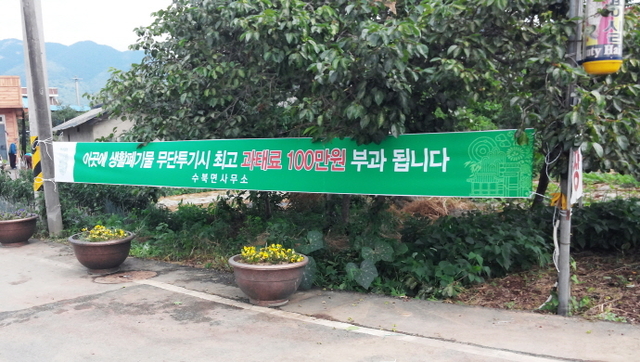 이곳에 생활폐기물 무단투기시 최고 과태료 100만원 부과 됩니다
수북면사무소